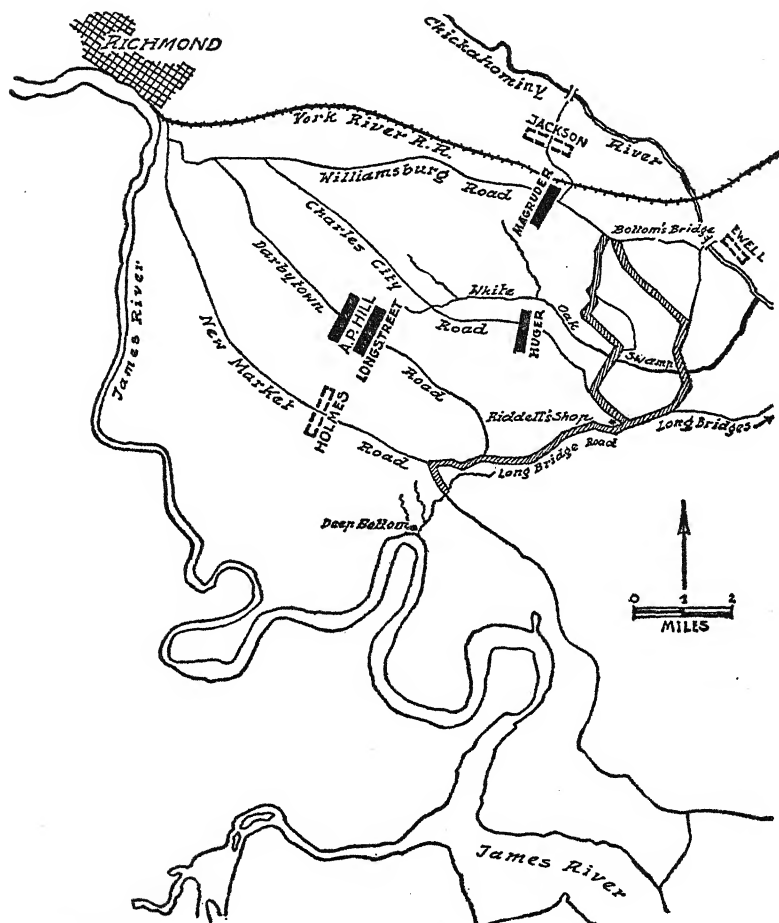 RICHMOND
Chickahominy River
York River R.R.
JACKSON
Williamsburg Road
MAGRUDER
Bottom's Bridge
EWELL
Charles City Road
Darbytown Road
White Oak Swamp
A.P. HILL
LONGSTREET
HUGER
James River
New Market Road
HOLMES
Riddell's Shop
Long Bridges
Long Bridge Road
Deep Bottom
0 1 2
MILES
James River